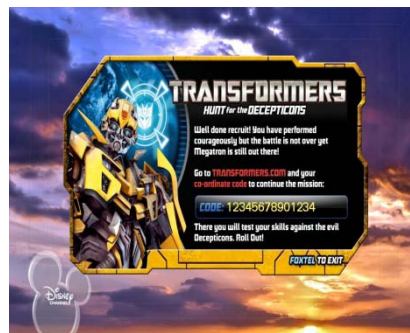 TRANSFORMERS
HUNT for the DECEPTICONS
Well done recruit! You have performed
courageously but the battle is not over yet
Megatron is still out there!
Go to TRANSFORMERS.COM and your
co-ordinate code to continue the mission:
CODE: 12345678901234
There you will test your skills against the evil
Decepticons. Roll Out!
FOXTEL TO EXIT
Disney
CHANNEL